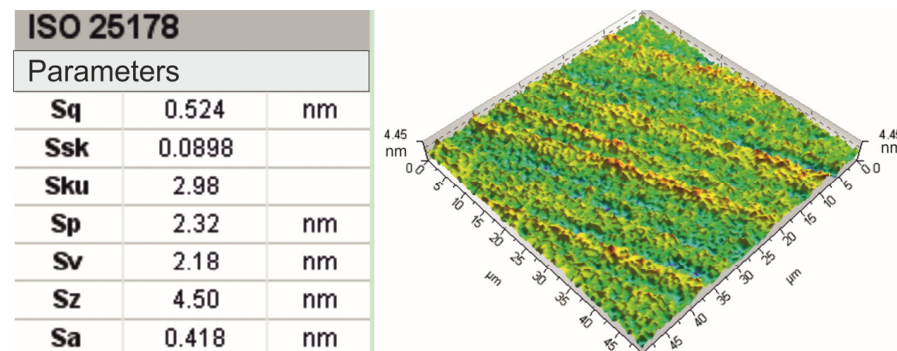 ISO 25178
Parameters
Sq 0.524 nm
Ssk 0.0898
Sku 2.98
Sp 2.32 nm
Sv 2.18 nm
Sz 4.50 nm
Sa 0.418 nm
4.45
nm
0 0
5
10
15
20
25
30
35
40
45
µm
4.45
nm
0 0
5
10
15
20
25
30
35
40
45
µm